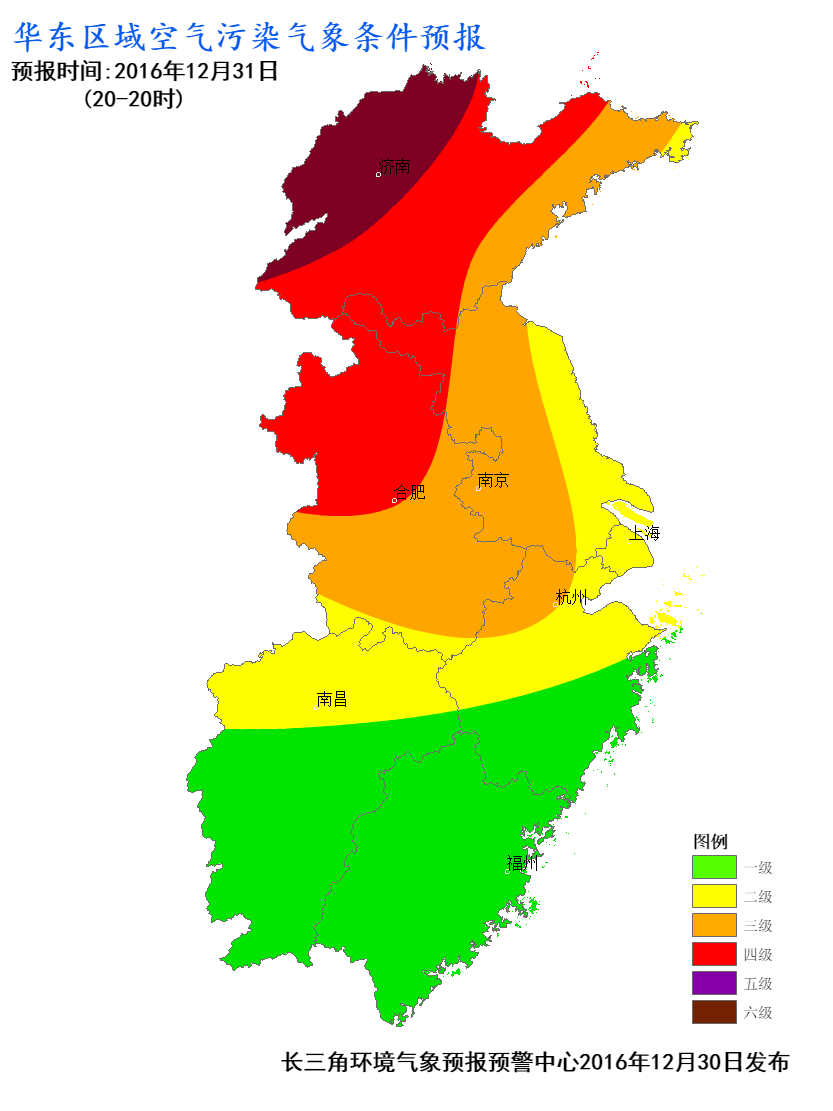 华东区域空气污染气象条件预报
预报时间:2016年12月31日
(20-20时)
济南
南京
合肥
上海
杭州
南昌
福州
图例
一级
二级
三级
四级
五级
六级
长三角环境气象预报预警中心2016年12月30日发布